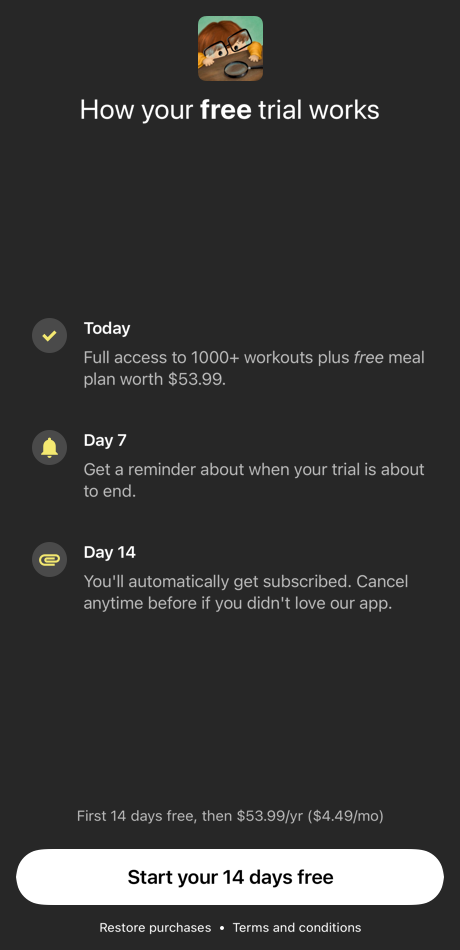 How your free trial works
Today
Full access to 1000+ workouts plus free meal
plan worth $53.99.
Day 7
Get a reminder about when your trial is about
to end.
Day 14
You'll automatically get subscribed. Cancel
anytime before if you didn't love our app.
First 14 days free, then $53.99/yr ($4.49/mo)
Start your 14 days free
Restore purchases • Terms and conditions